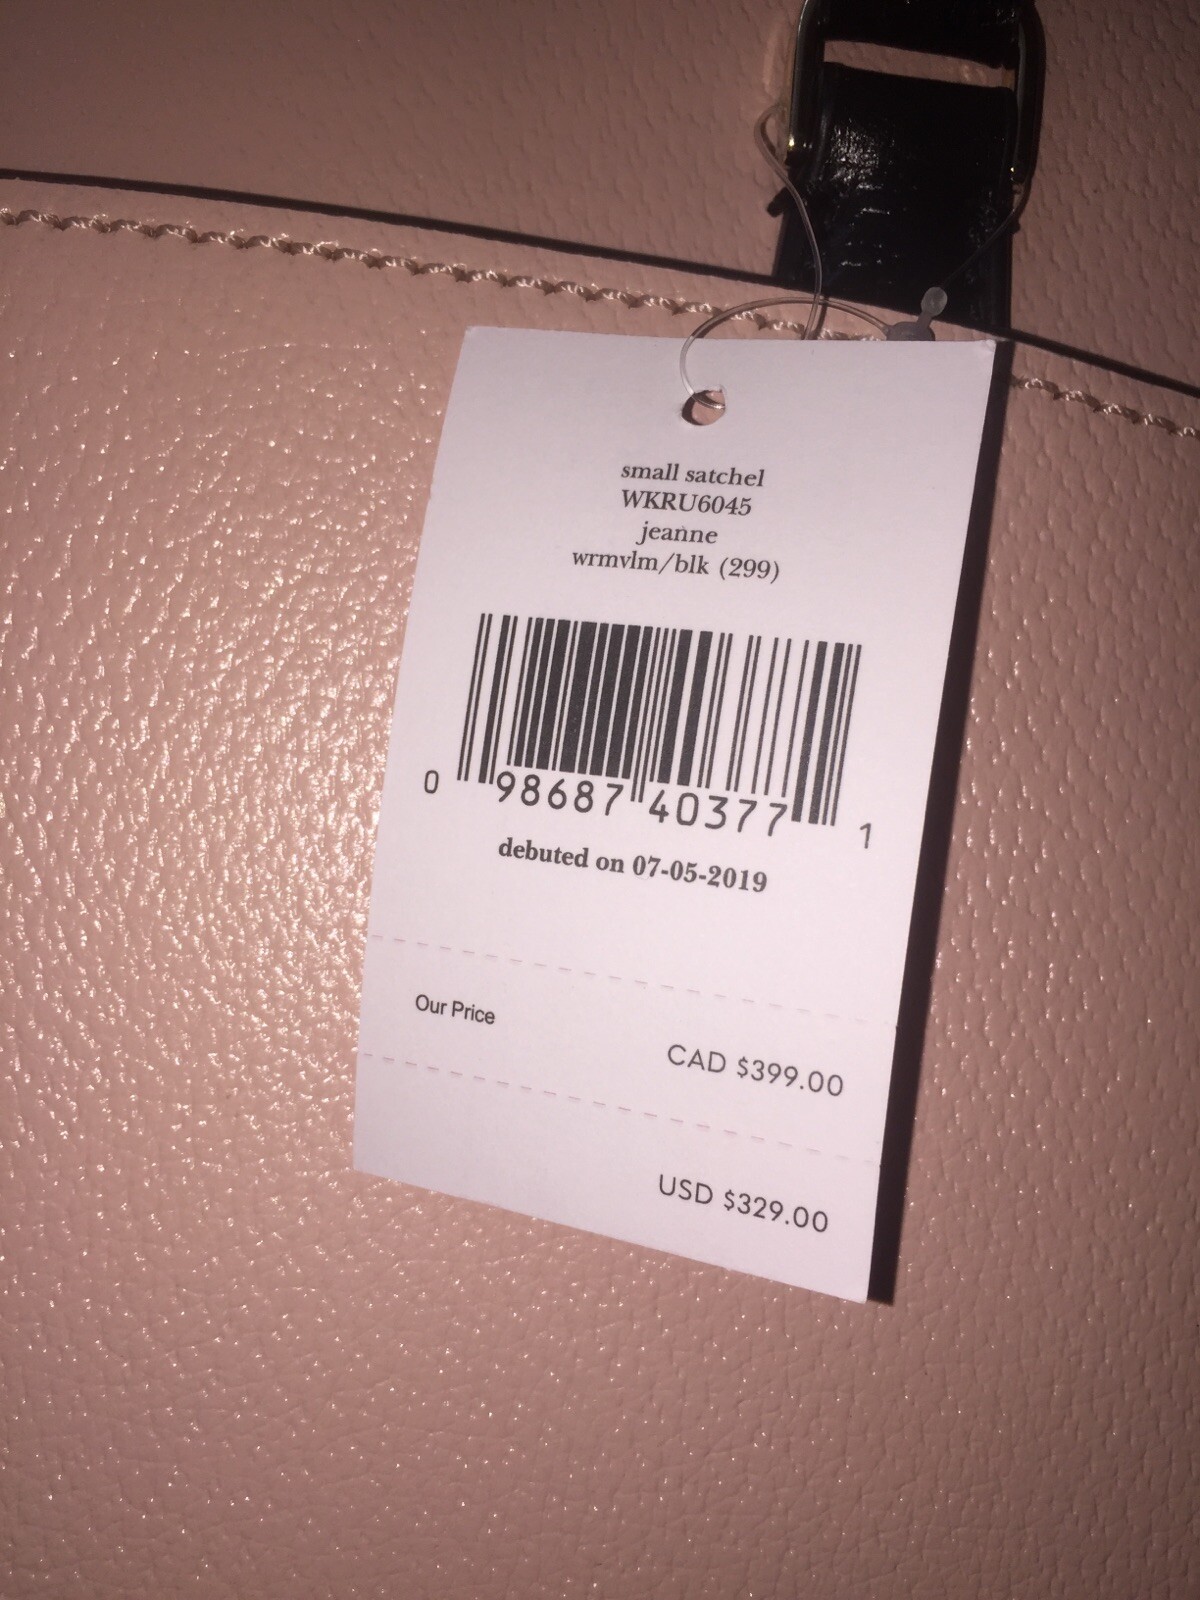 small satchel
WKRU6045
jeanne
wrmvlm/blk (299)
0 98687 40377 1
debuted on 07-05-2019
Our Price
CAD $399.00
USD $329.00